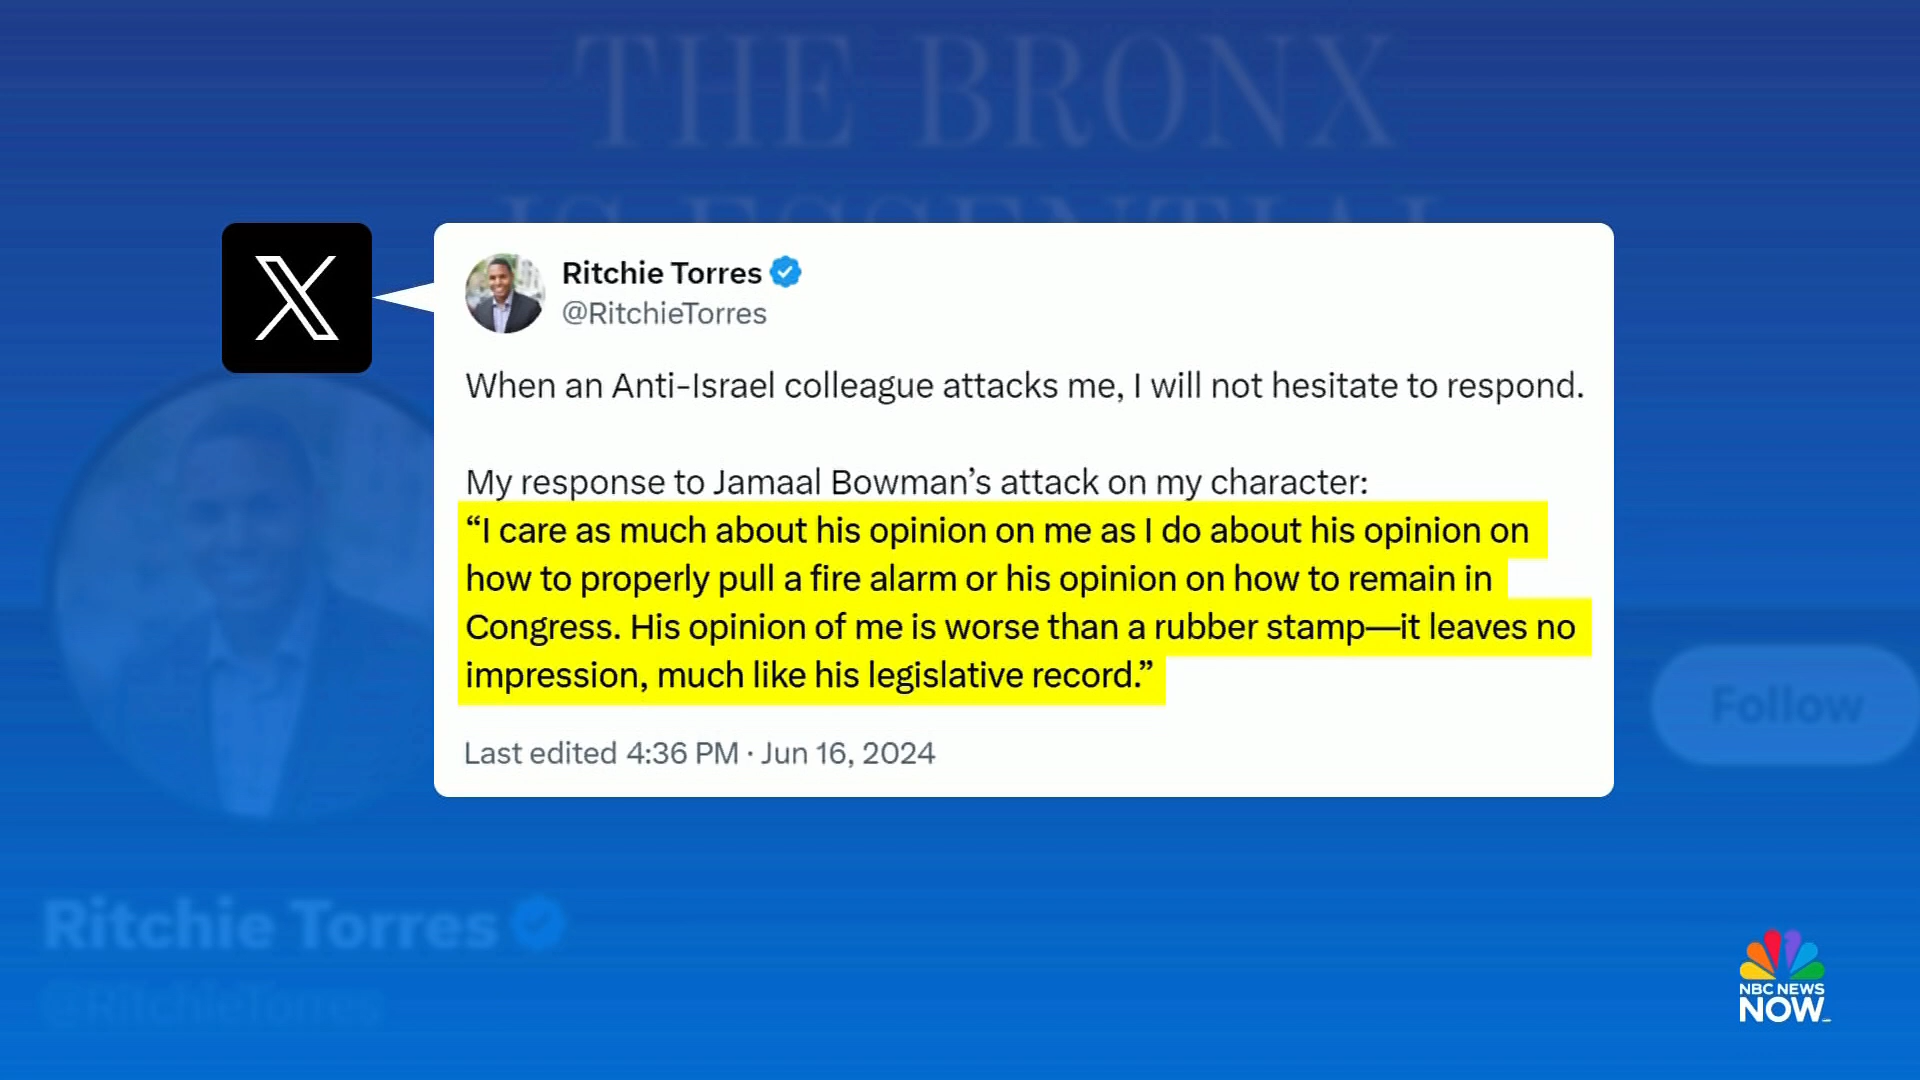 THE BRONX
IS ESSENTIAL
Ritchie Torres
@RitchieTorres
When an Anti-Israel colleague attacks me, I will not hesitate to respond.
My response to Jamaal Bowman’s attack on my character:
“I care as much about his opinion on me as I do about his opinion on
how to properly pull a fire alarm or his opinion on how to remain in
Congress. His opinion of me is worse than a rubber stamp—it leaves no
impression, much like his legislative record.”
Last edited 4:36 PM · Jun 16, 2024
Follow
Ritchie Torres
@RitchieTorres
NBC NEWS
NOW